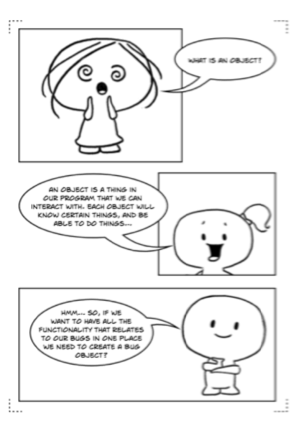 WHAT IS AN OBJECT?
AN OBJECT IS A THING IN
OUR PROGRAM THAT WE CAN
INTERACT WITH. EACH OBJECT WILL
KNOW CERTAIN THINGS, AND BE
ABLE TO DO THINGS...
HMM... SO, IF WE
WANT TO HAVE ALL THE
FUNCTIONALITY THAT RELATES
TO OUR BUGS IN ONE PLACE
WE NEED TO CREATE A BUG
OBJECT?